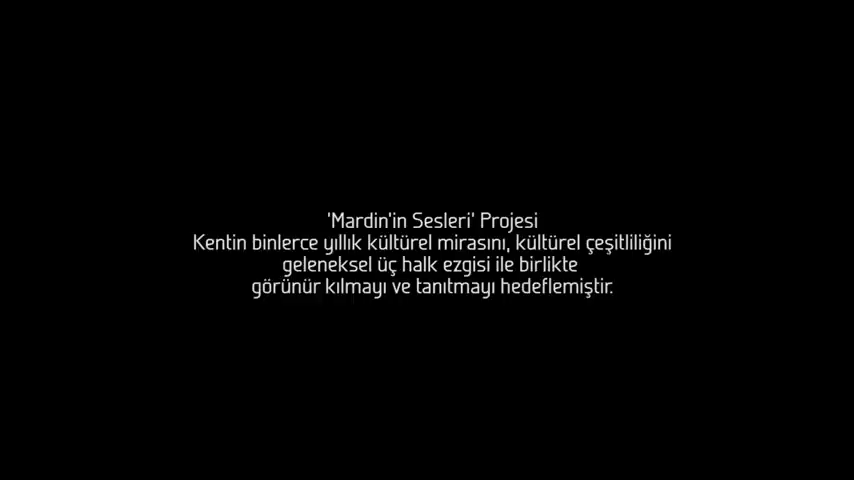 'Mardin'in Sesleri' Projesi
Kentin binlerce yıllık kültürel mirasını, kültürel çeşitliliğini
geleneksel üç halk ezgisi ile birlikte
görünür kılmayı ve tanıtmayı hedeflemiştir.